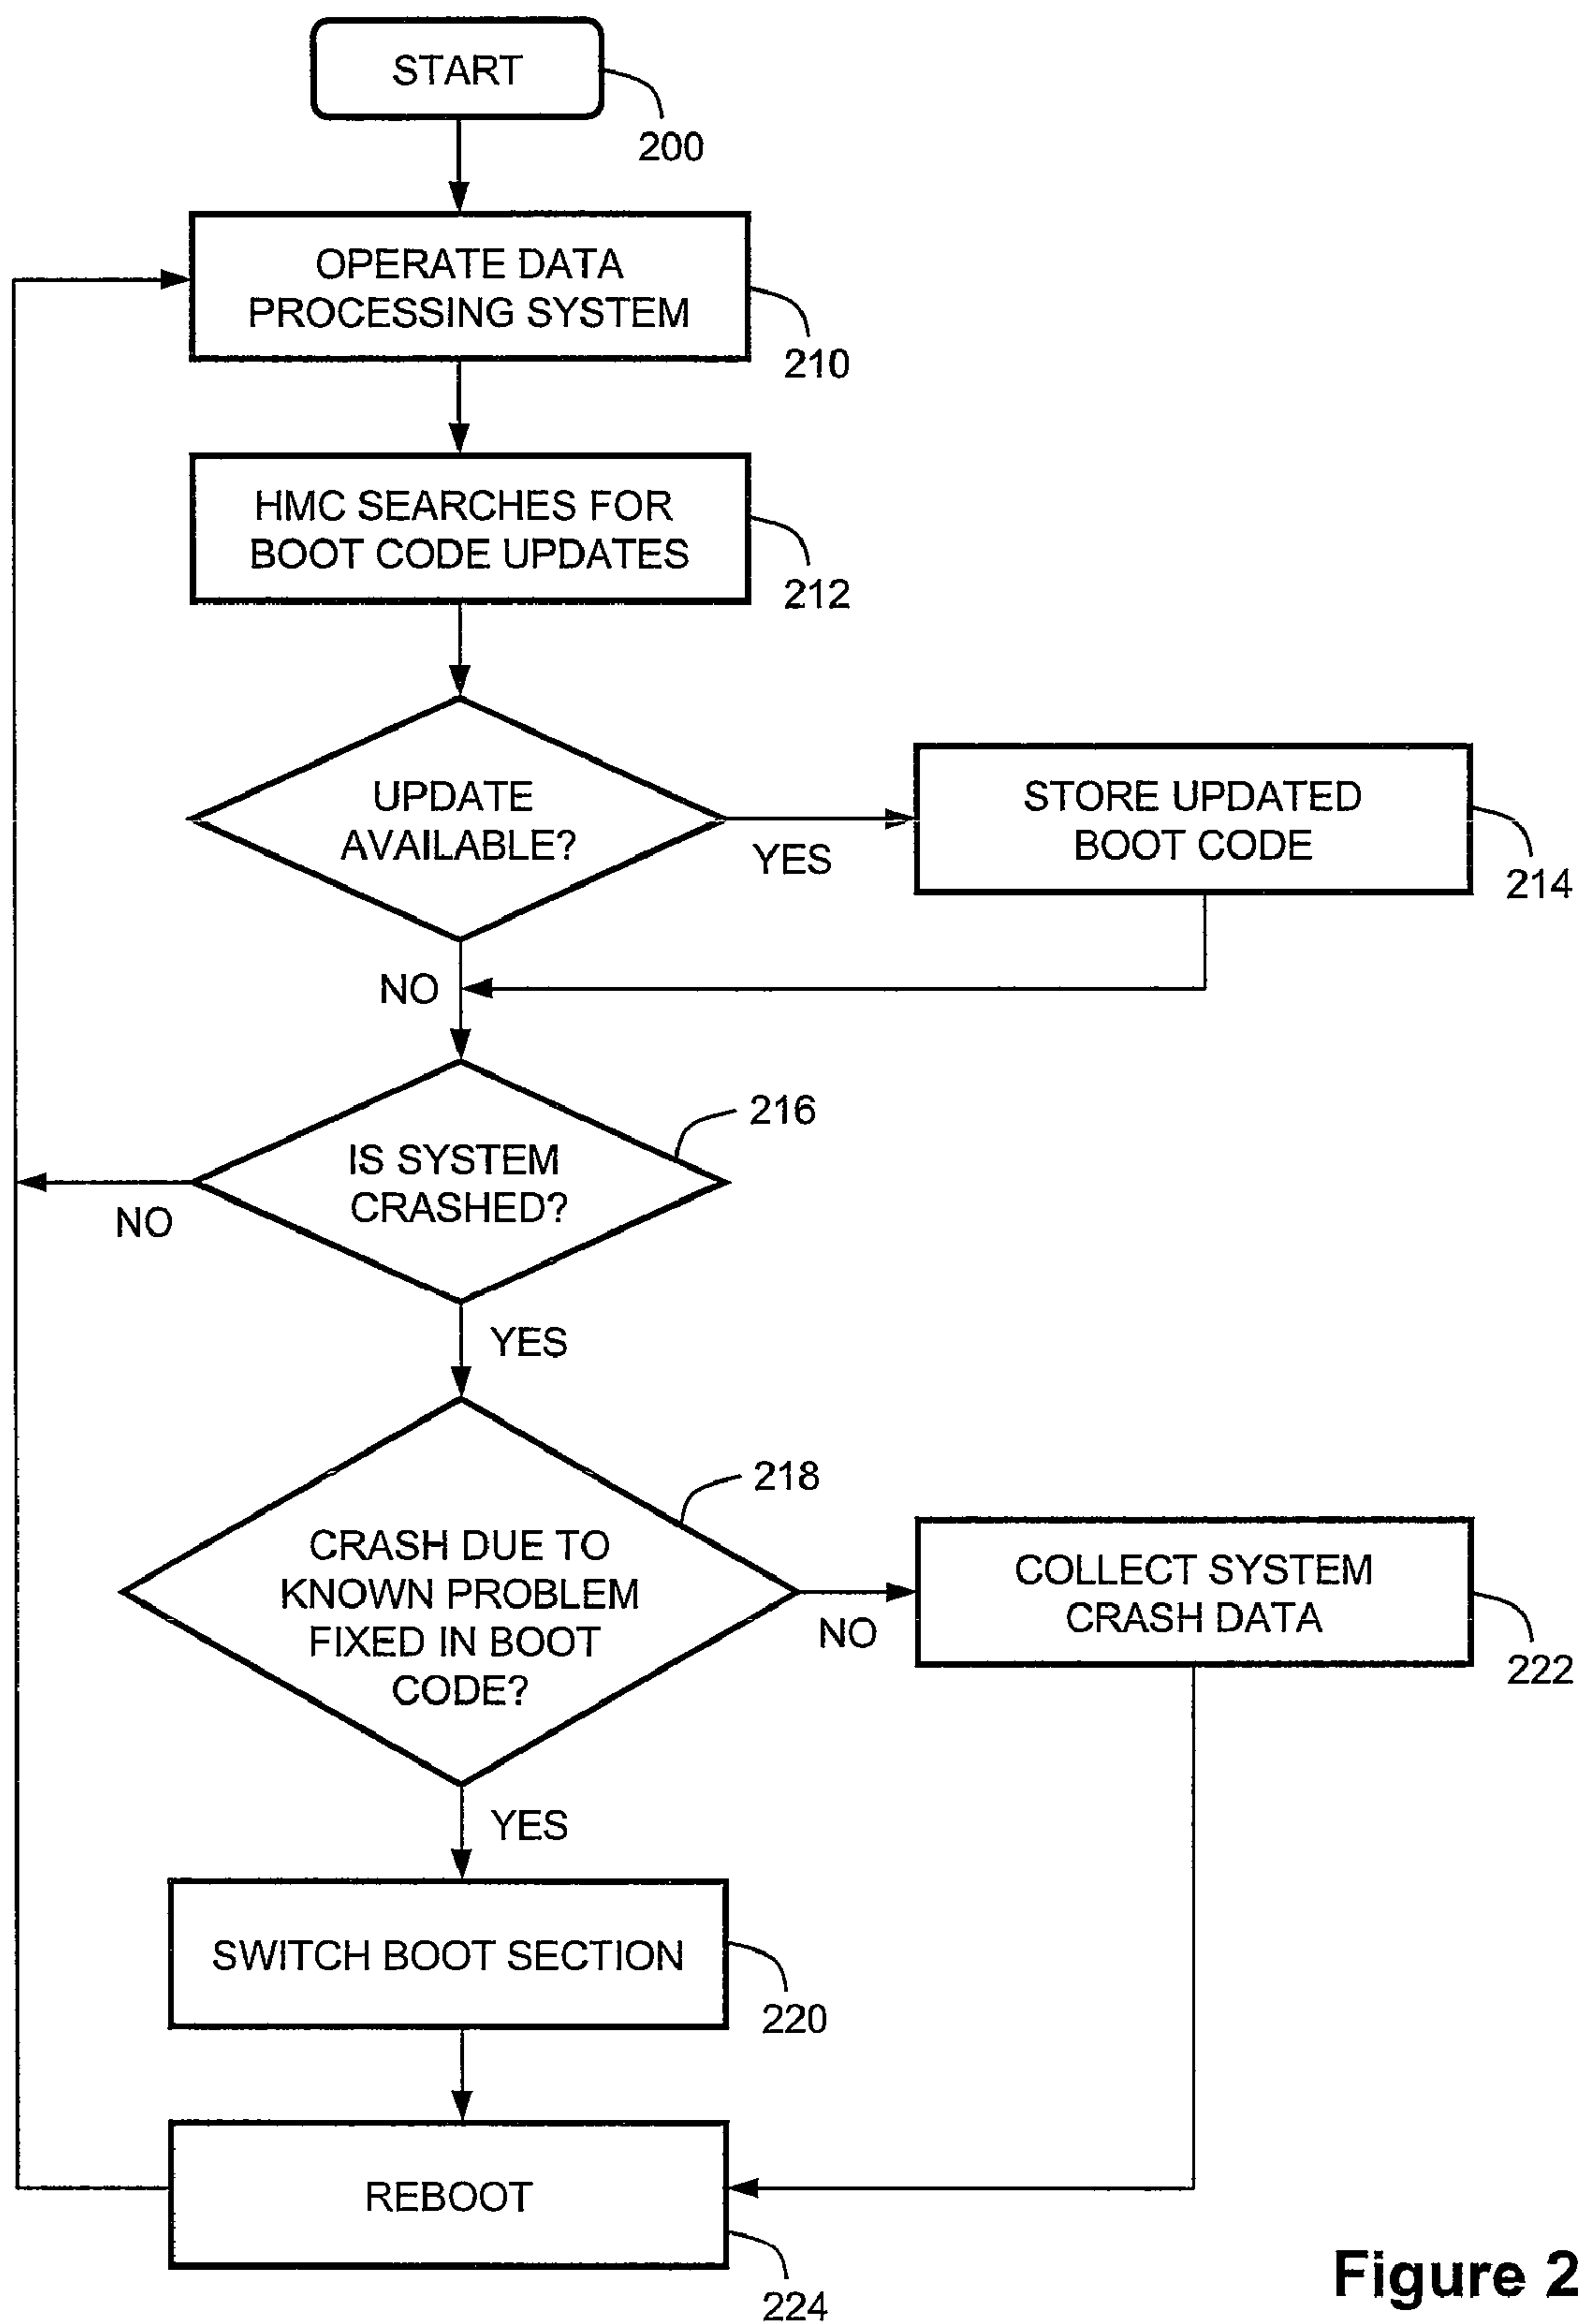 START
200
OPERATE DATA
PROCESSING SYSTEM
210
HMC SEARCHES FOR
BOOT CODE UPDATES
212
UPDATE
AVAILABLE?
YES
STORE UPDATED
BOOT CODE
214
NO
216
IS SYSTEM
CRASHED?
NO
YES
218
CRASH DUE TO
KNOWN PROBLEM
FIXED IN BOOT
CODE?
NO
COLLECT SYSTEM
CRASH DATA
222
YES
SWITCH BOOT SECTION
220
REBOOT
224
Figure 2